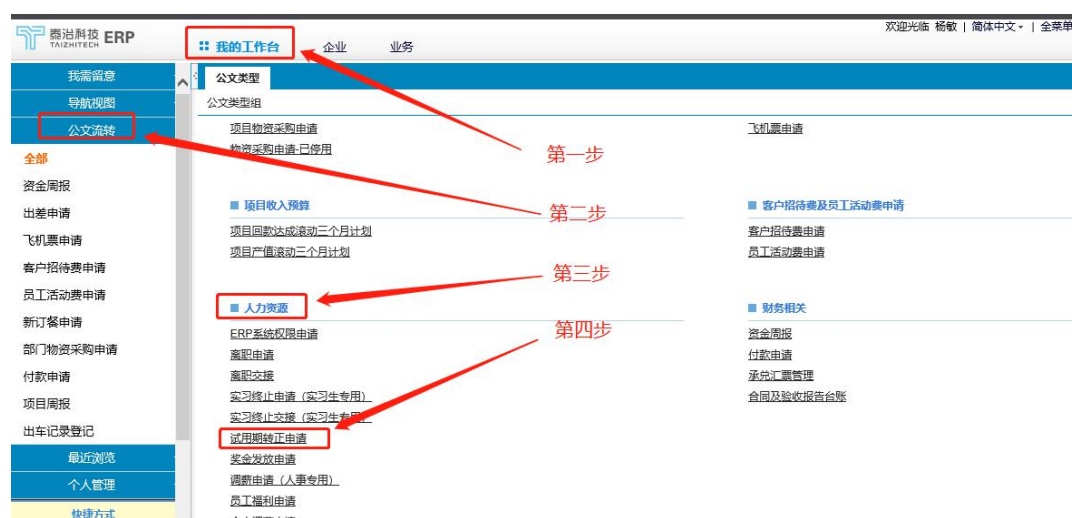 泰治科技 ERP
TAIZHITECH
我的工作台
企业
业务
欢迎光临 杨敏 | 简体中文 | 全菜单
我需留意
导航视图
公文流转
全部
资金周报
出差申请
飞机票申请
客户招待费申请
员工活动费申请
新订餐申请
部门物资采购申请
付款申请
项目周报
出车记录登记
最近浏览
个人管理
快捷方式
公文类型
公文类型组
项目物资采购申请
飞机票申请
物资采购申请-已停用
第一步
项目收入预算
客户招待费及员工活动费申请
第二步
项目回款达成滚动三个月计划
客户招待费申请
项目产值滚动三个月计划
员工活动费申请
第三步
人力资源
财务相关
第四步
ERP系统权限申请
资金周报
离职申请
付款申请
离职交接
承兑汇票管理
实习终止申请（实习生专用）
合同及验收报告台账
实习终止交接（实习生专用）
试用期转正申请
奖金发放申请
调薪申请（人事专用）
员工福利申请